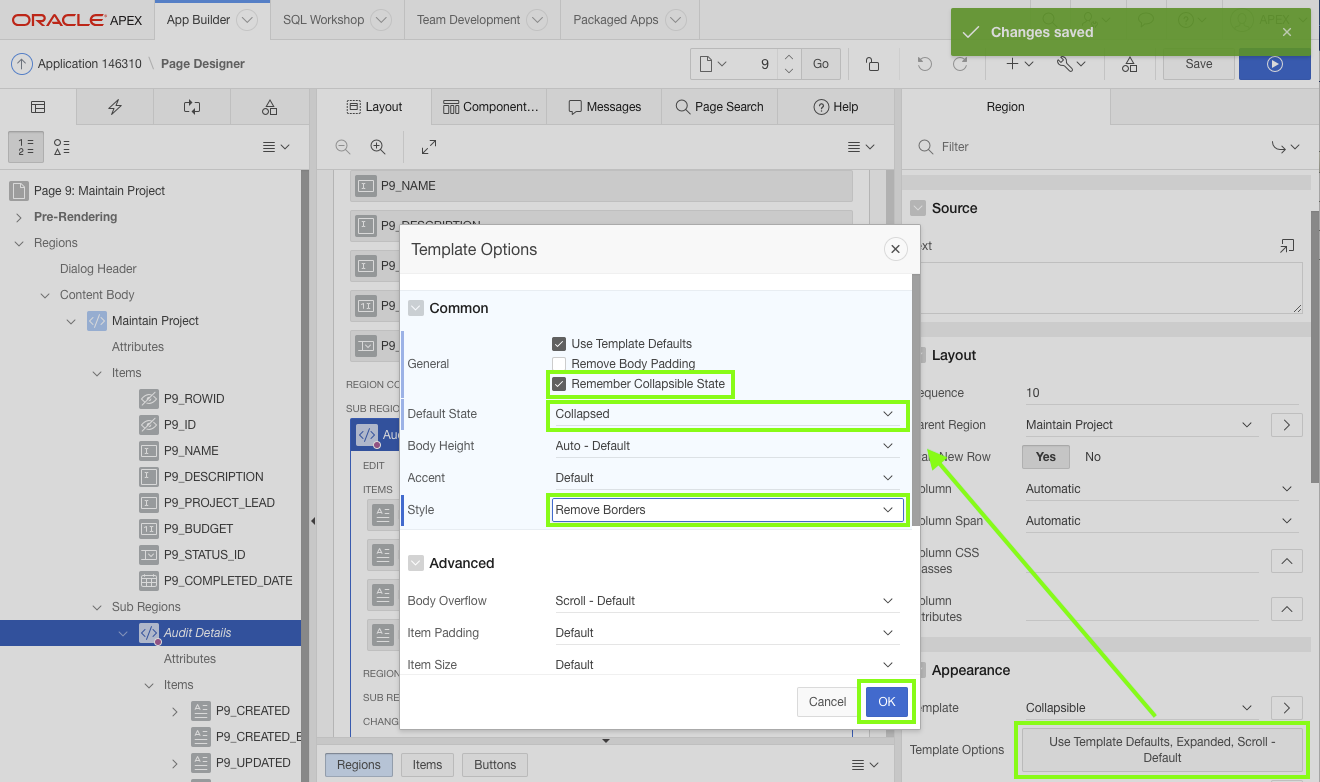 ORACLE APEX
App Builder
SQL Workshop
Team Development
Packaged Apps
Changes saved
Application 146310 \ Page Designer
9
Go
Save
Layout
Component...
Messages
Page Search
Help
Region
Filter
Page 9: Maintain Project
Pre-Rendering
Regions
Dialog Header
Content Body
Maintain Project
Attributes
Items
P9_ROWID
P9_ID
P9_NAME
P9_DESCRIPTION
P9_PROJECT_LEAD
P9_BUDGET
P9_STATUS_ID
P9_COMPLETED_DATE
Sub Regions
Audit Details
Attributes
Items
P9_CREATED
P9_CREATED_
P9_UPDATED
P9_NAME
P9_DESCRIPTION
P9_
P9_
P9_
REGION CO
SUB REGIO
Au
EDIT
ITEMS
REGION
SUB RE
CHANG
Regions
Items
Buttons
Template Options
Common
General
Use Template Defaults
Remove Body Padding
Remember Collapsible State
Default State
Collapsed
Body Height
Auto - Default
Accent
Default
Style
Remove Borders
Advanced
Body Overflow
Scroll - Default
Item Padding
Default
Item Size
Default
Cancel
OK
Source
ext
Layout
equence
10
arent Region
Maintain Project
New Row
Yes
No
olumn
Automatic
olumn Span
Automatic
olumn CSS
asses
olumn
tributes
Appearance
emplate
Collapsible
Template Options
Use Template Defaults, Expanded, Scroll -
Default